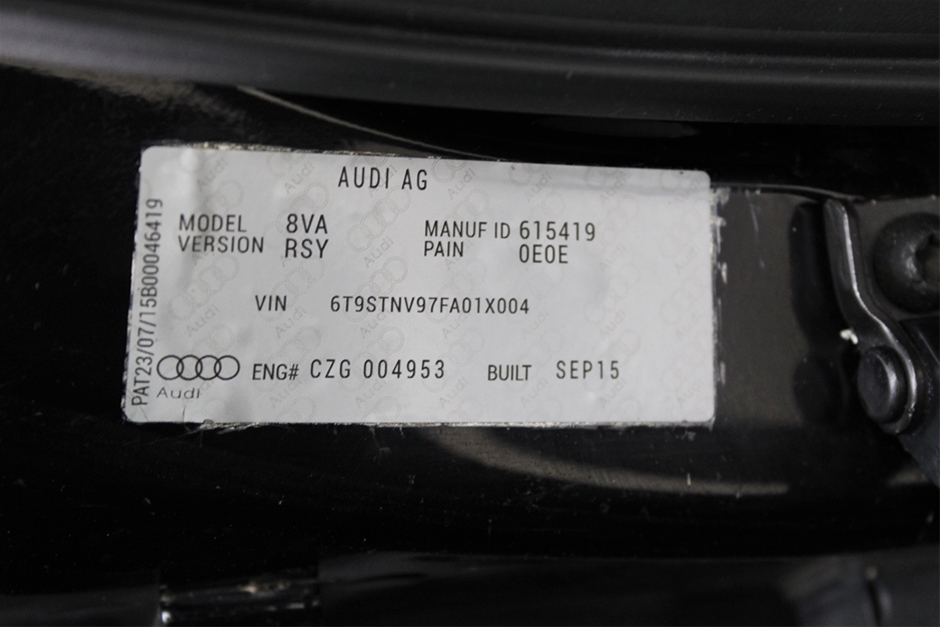 AUDI AG
MODEL 8VA MANUF ID 615419
VERSION RSY PAIN 0E0E
VIN 6T9STNV97FA01X004
ENG# CZG 004953 BUILT SEP15
Audi
PAT23/07/15B00046419